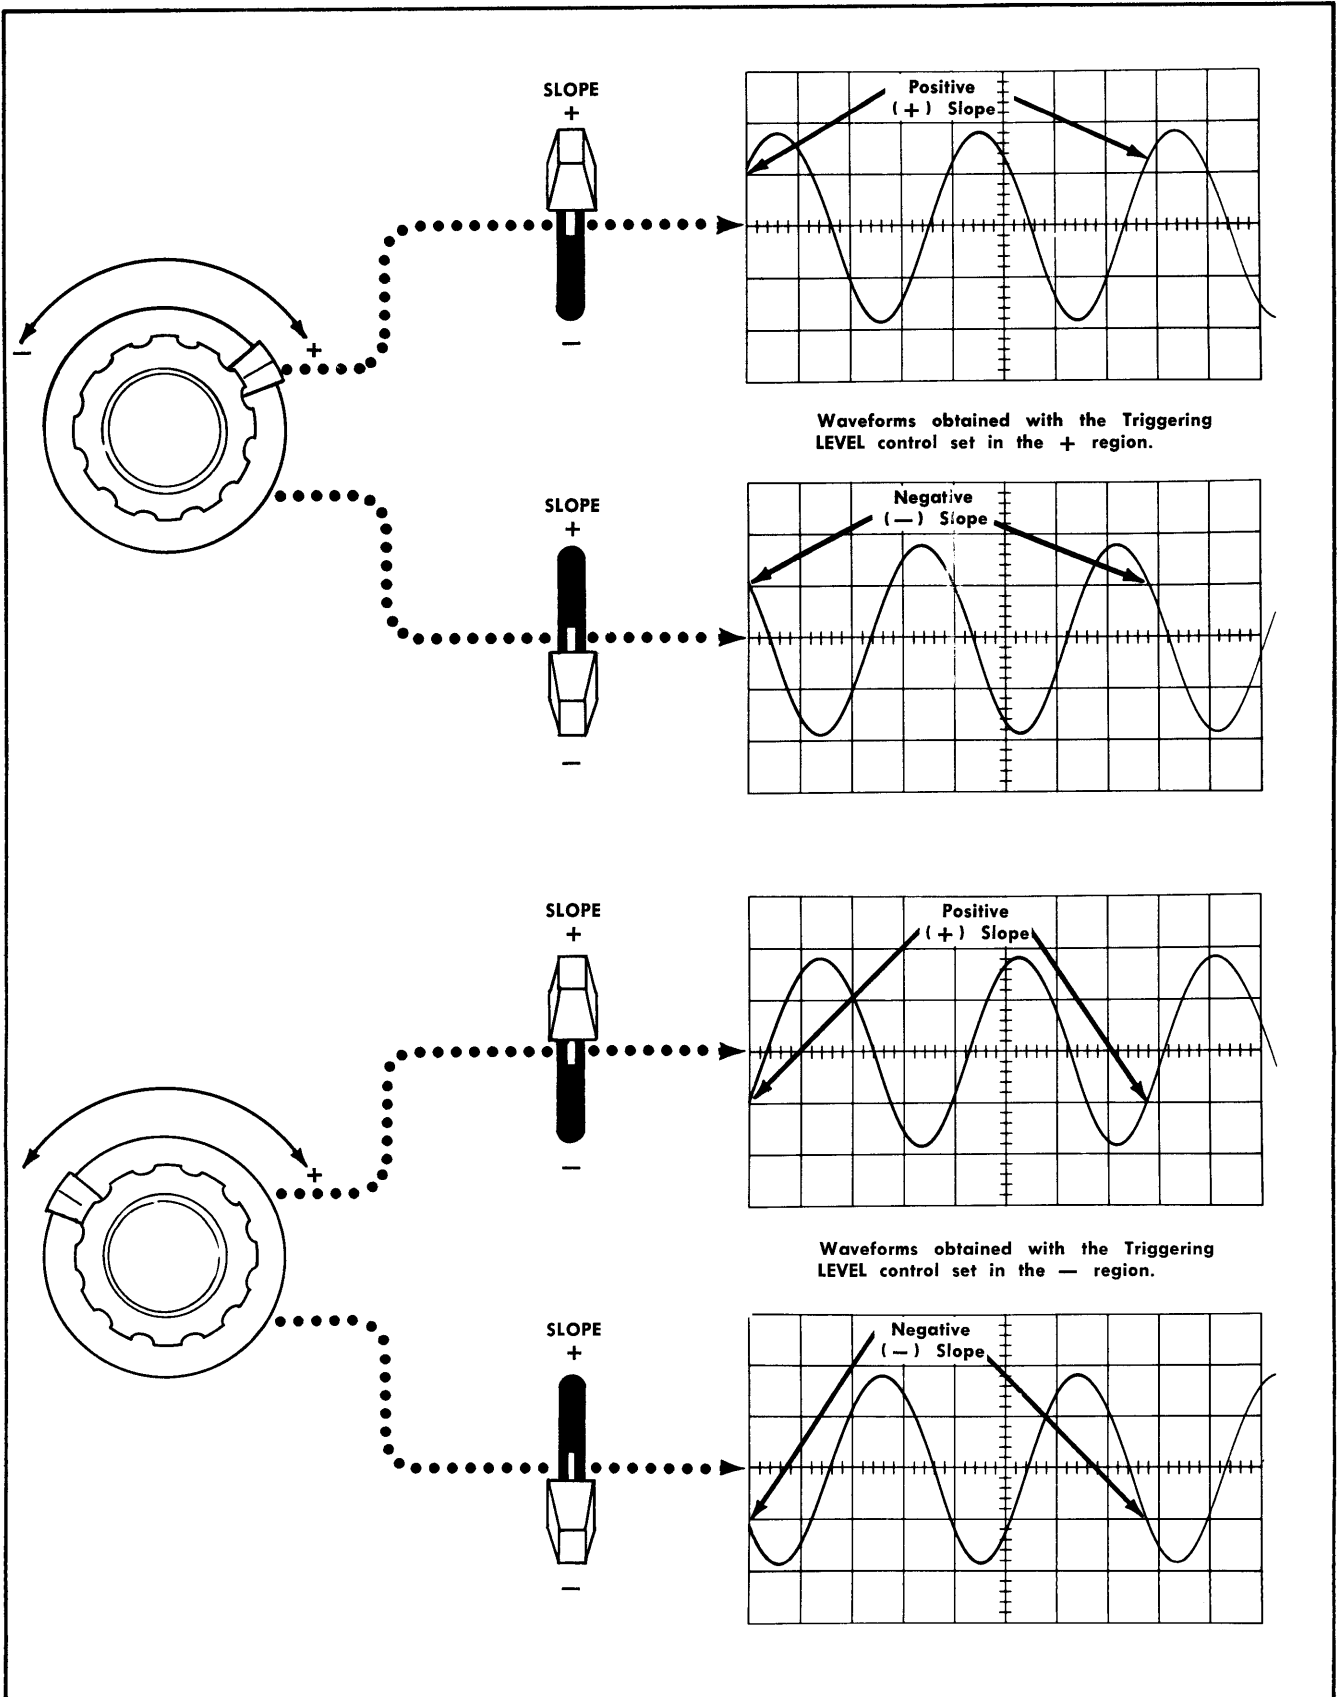 SLOPE
+
−
Positive
(+) Slope
−
+
Waveforms obtained with the Triggering
LEVEL control set in the + region.
SLOPE
+
−
Negative
(—) Slope
SLOPE
+
−
Positive
(+) Slope
+
Waveforms obtained with the Triggering
LEVEL control set in the — region.
SLOPE
+
−
Negative
(—) Slope